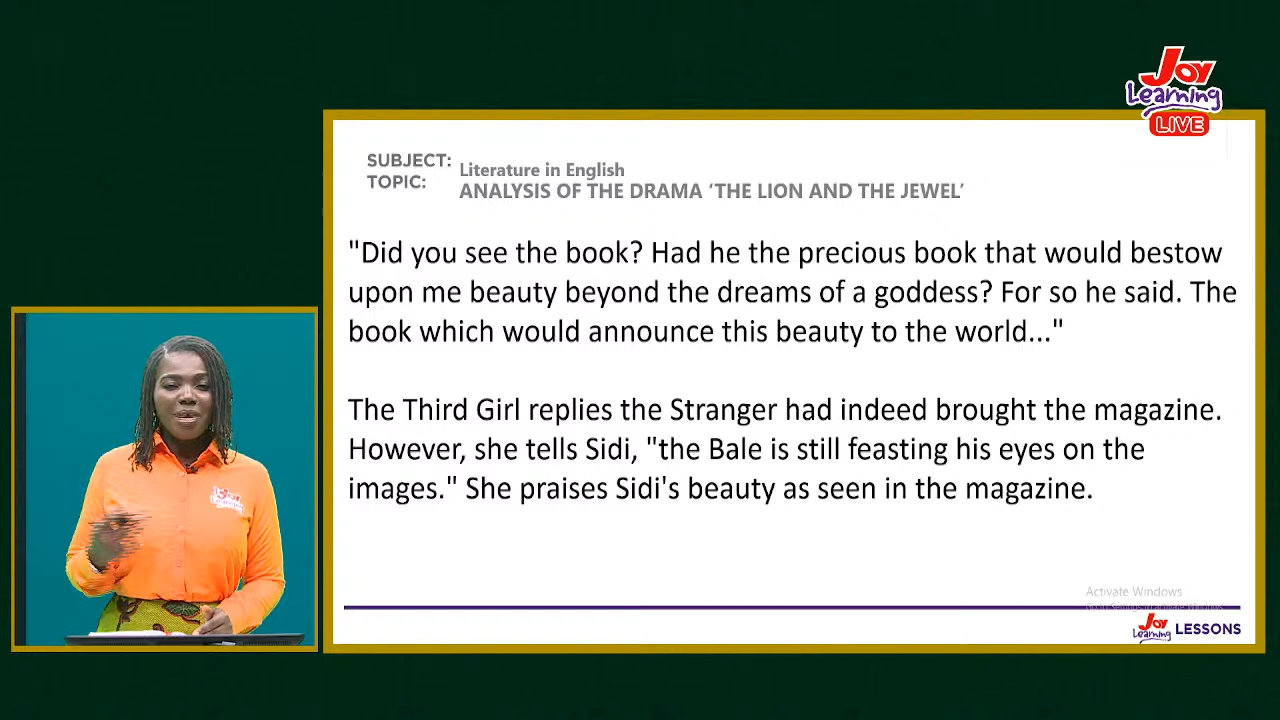 Joy
Learning
LIVE
SUBJECT: Literature in English
TOPIC: ANALYSIS OF THE DRAMA ‘THE LION AND THE JEWEL’
"Did you see the book? Had he the precious book that would bestow
upon me beauty beyond the dreams of a goddess? For so he said. The
book which would announce this beauty to the world..."
The Third Girl replies the Stranger had indeed brought the magazine.
However, she tells Sidi, "the Bale is still feasting his eyes on the
images." She praises Sidi's beauty as seen in the magazine.
Activate Windows
Joy Learning LESSONS